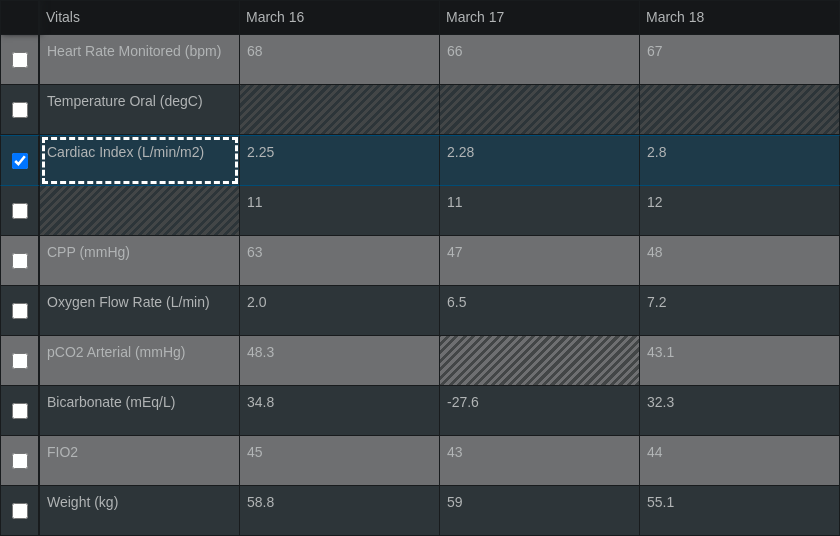 Vitals March 16 March 17 March 18
Heart Rate Monitored (bpm) 68 66 67
Temperature Oral (degC)
Cardiac Index (L/min/m2) 2.25 2.28 2.8
11 11 12
CPP (mmHg) 63 47 48
Oxygen Flow Rate (L/min) 2.0 6.5 7.2
pCO2 Arterial (mmHg) 48.3 43.1
Bicarbonate (mEq/L) 34.8 -27.6 32.3
FIO2 45 43 44
Weight (kg) 58.8 59 55.1